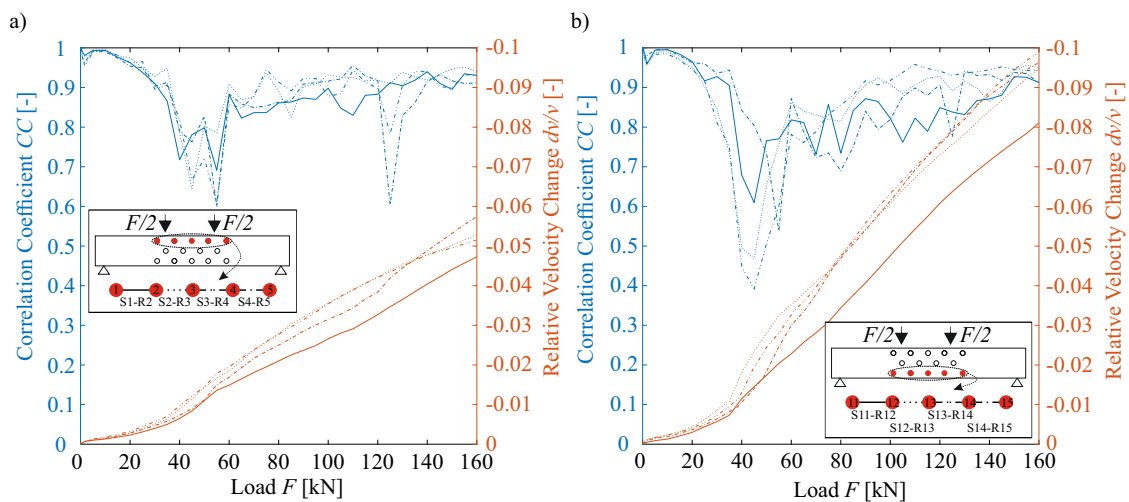 a)
b)
1
0.9
0.8
0.7
0.6
0.5
0.4
0.3
0.2
0.1
0
Correlation Coefficient CC [-]
-0.1
-0.09
-0.08
-0.07
-0.06
-0.05
-0.04
-0.03
-0.02
-0.01
0
Relative Velocity Change dv/v [-]
F/2 F/2
1 2 3 4 5
S1-R2 S2-R3 S3-R4 S4-R5
0 20 40 60 80 100 120 140 160
Load F [kN]
1
0.9
0.8
0.7
0.6
0.5
0.4
0.3
0.2
0.1
0
Correlation Coefficient CC [-]
-0.1
-0.09
-0.08
-0.07
-0.06
-0.05
-0.04
-0.03
-0.02
-0.01
0
Relative Velocity Change dv/v [-]
F/2 F/2
11 12 13 14 15
S11-R12 S13-R14
S12-R13 S14-R15
0 20 40 60 80 100 120 140 160
Load F [kN]